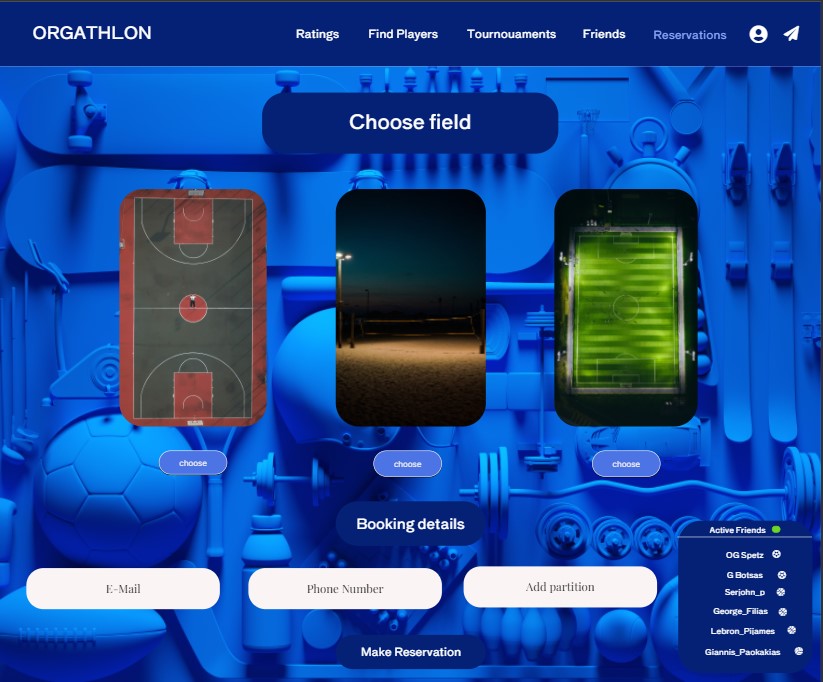 ORGATHLON
Ratings Find Players Tournouaments Friends Reservations
Choose field
choose choose choose
Booking details
E-Mail Phone Number Add partition
Make Reservation
Active Friends
OG Spetz
G Botsas
Serjohn_p
George_Filias
Lebron_Pijames
Giannis_Paokakias